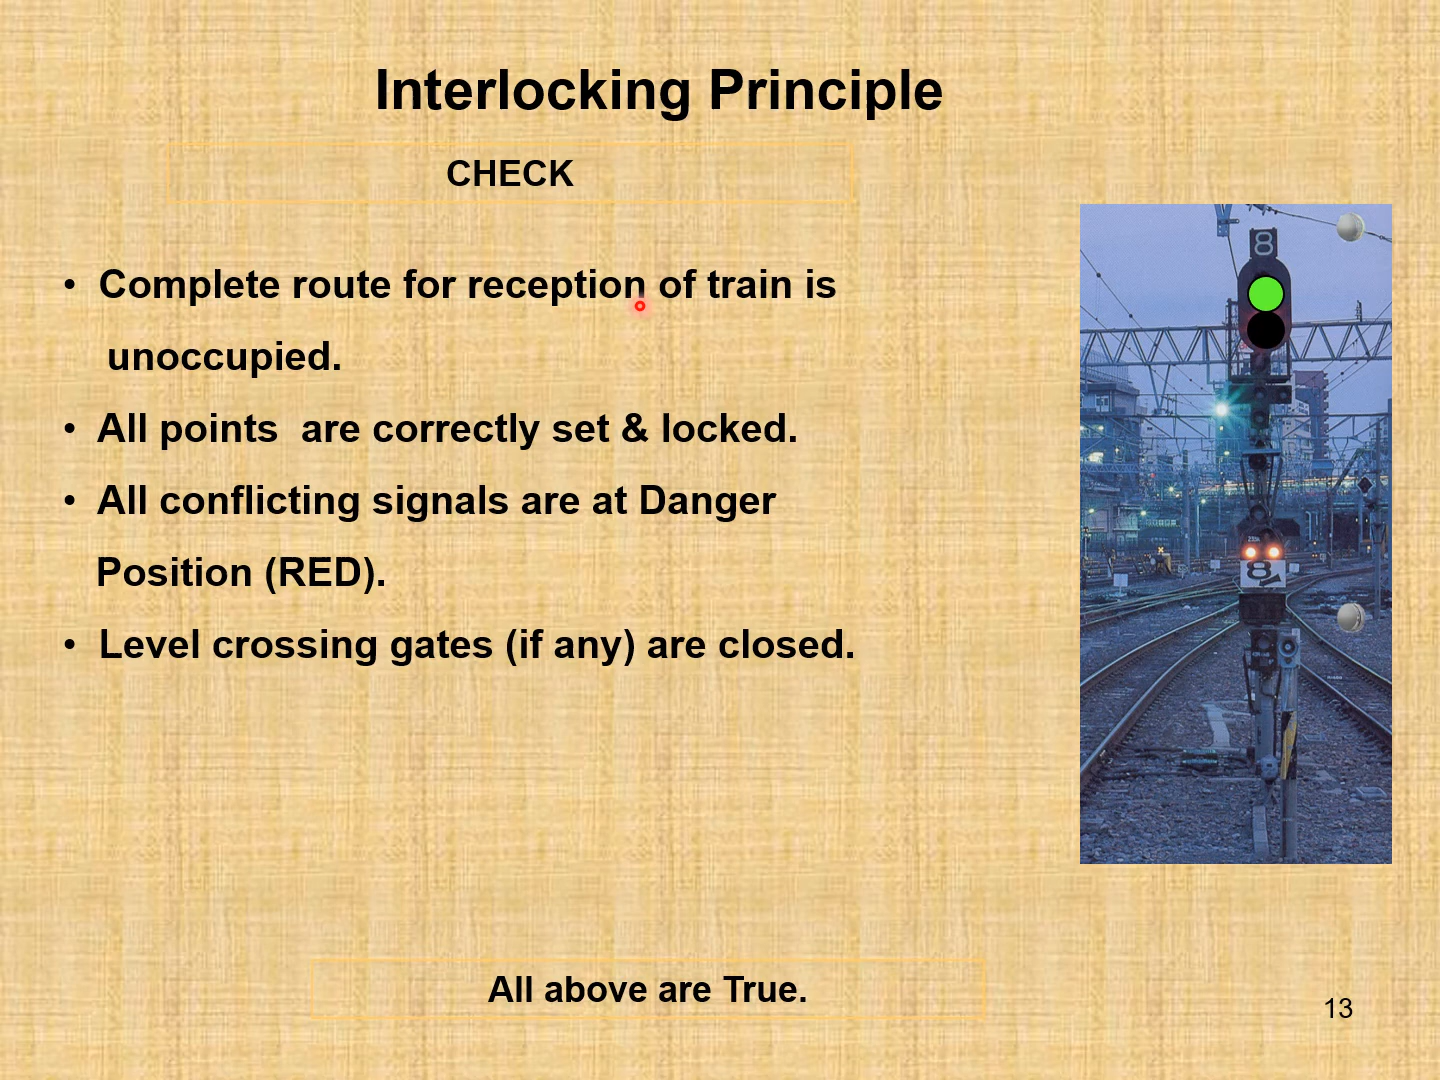 Interlocking Principle
CHECK
• Complete route for reception of train is
unoccupied.
• All points are correctly set & locked.
• All conflicting signals are at Danger
Position (RED).
• Level crossing gates (if any) are closed.
8
8
All above are True.
13